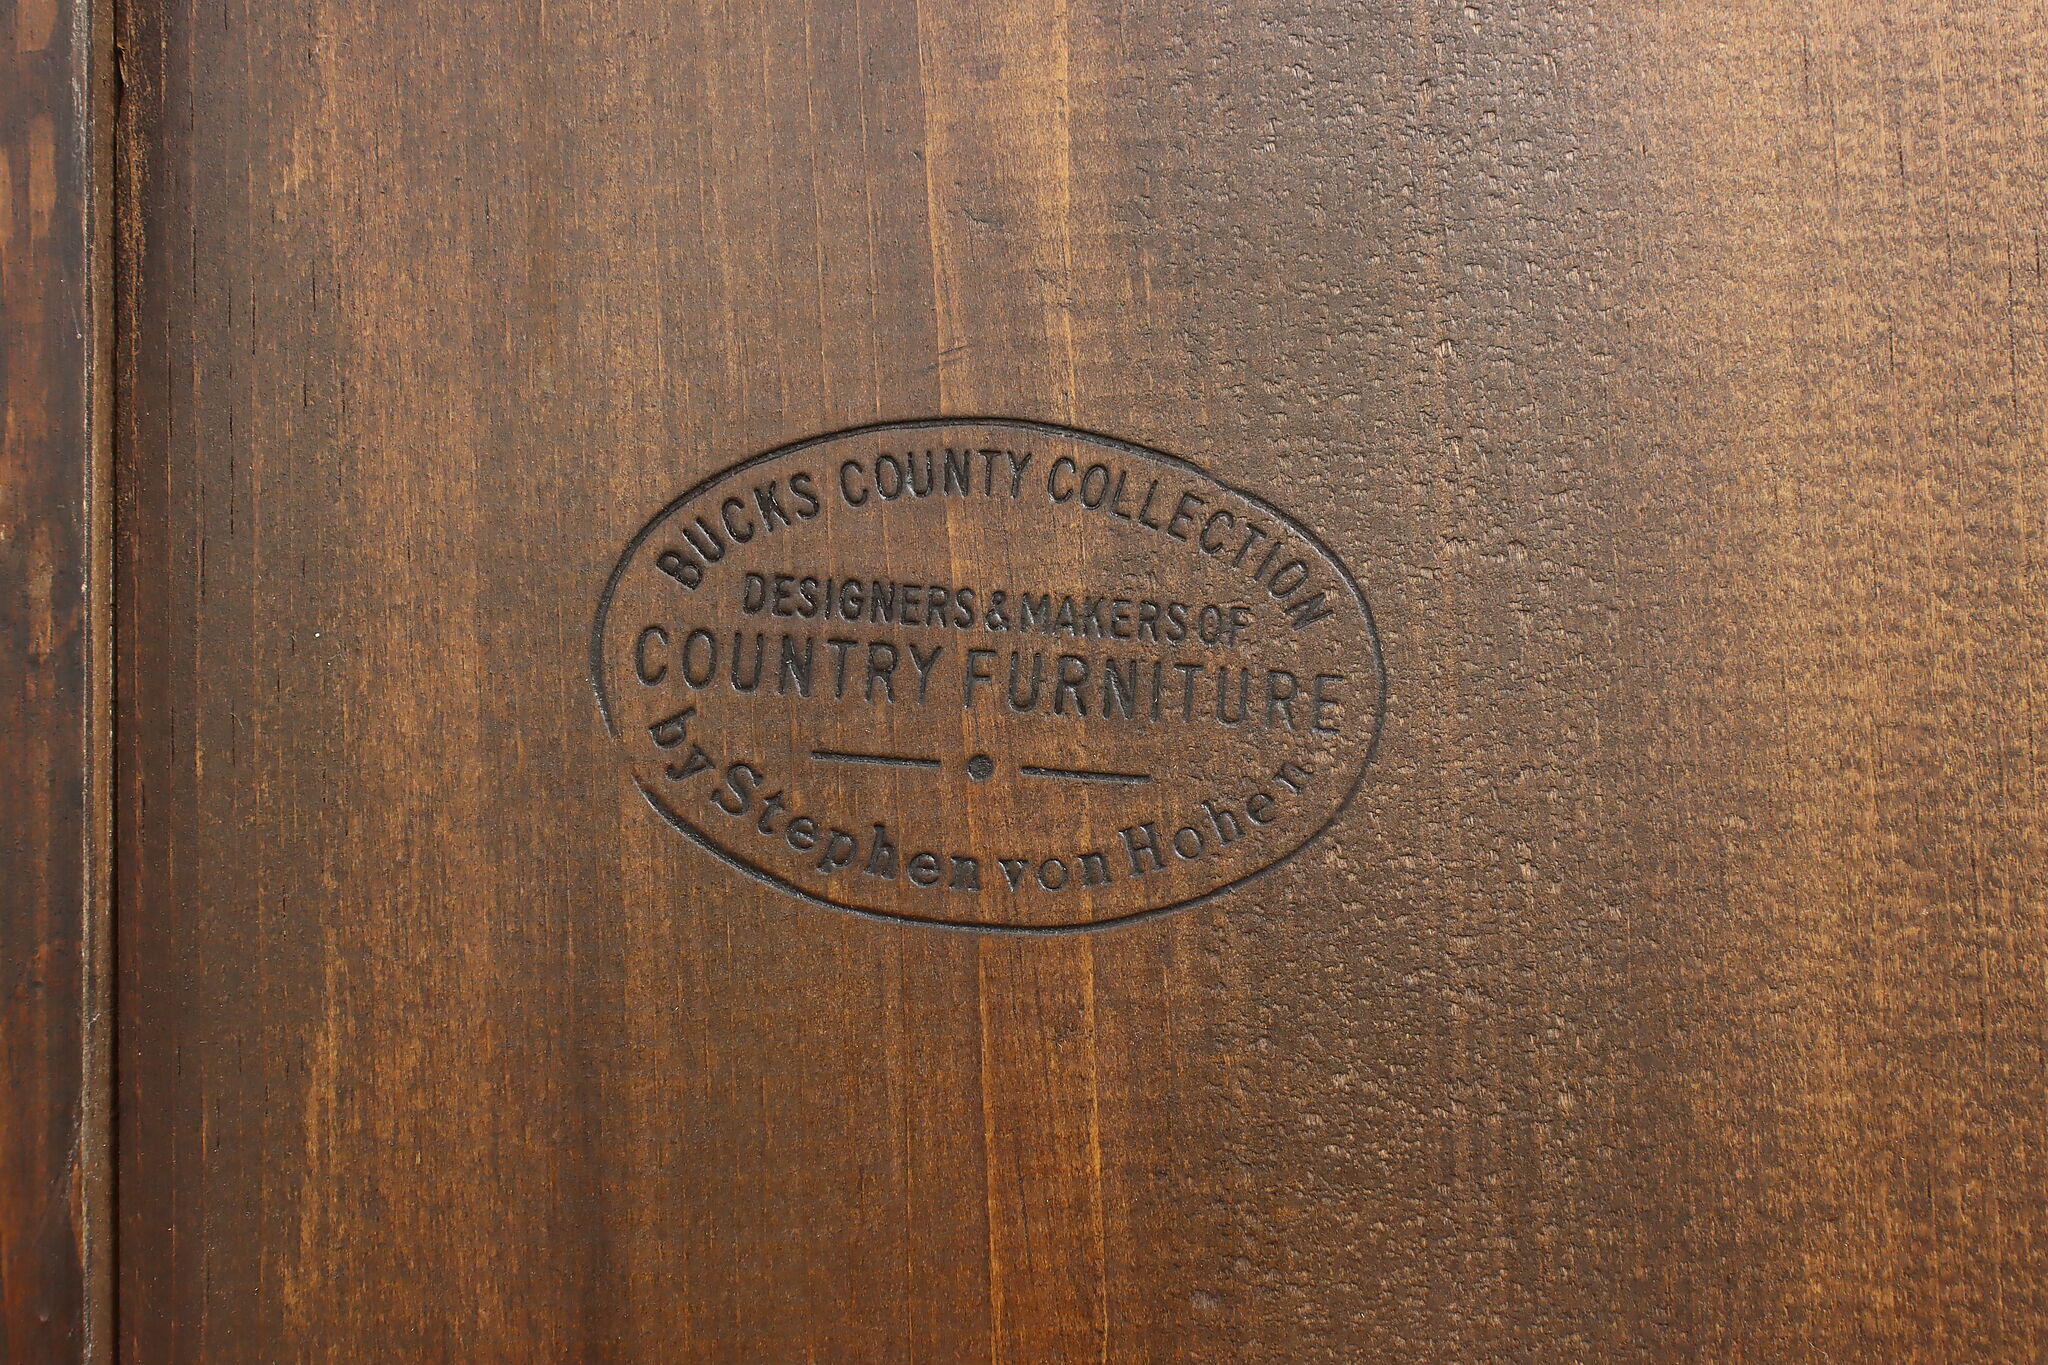 BUCKS COUNTY COLLECTION
DESIGNERS & MAKERS OF
COUNTRY FURNITURE
by Stephen von Hohen